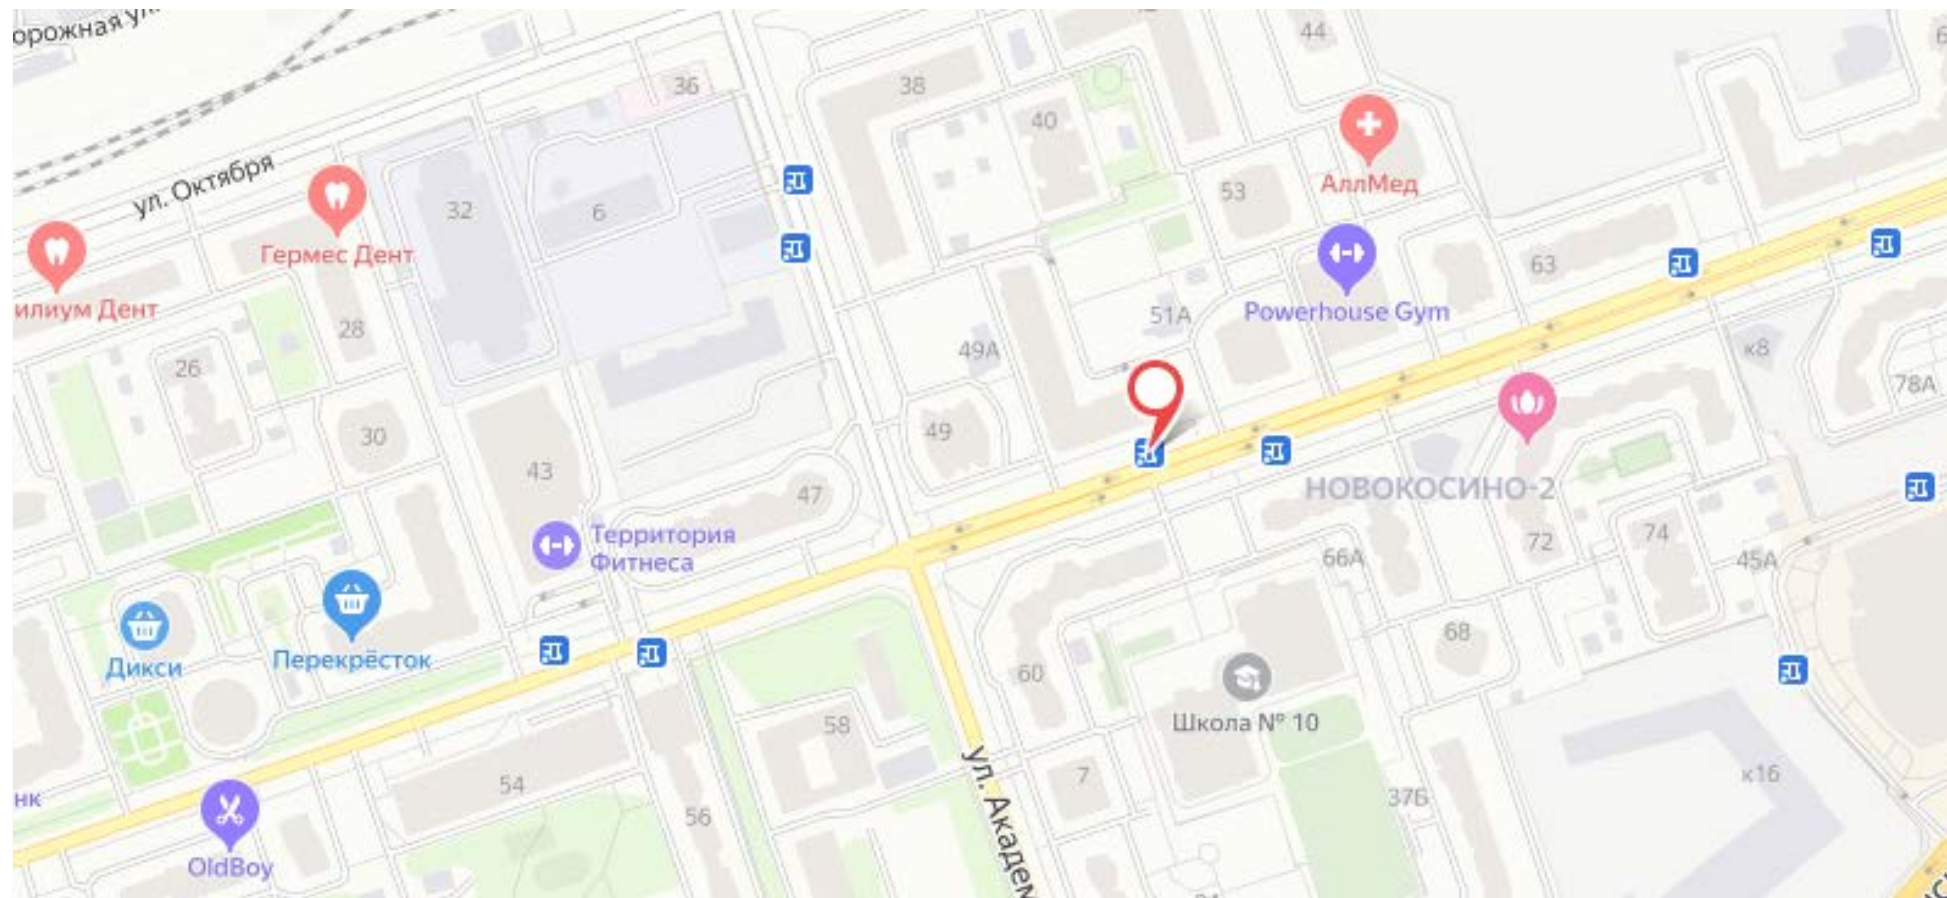 ул. Октября
36
38
44
40
АллМед
53
32
6
Гермес Дент
63
51А
Powerhouse Gym
илиум Дент
28
26
49А
к8
78А
30
49
43
47
НОВОКОСИНО-2
Территория
Фитнеса
72
74
66А
45А
68
Дикси
Перекрёсток
60
Школа № 10
58
7
54
56
37Б
к16
нк
OldBoy
ул. Академ